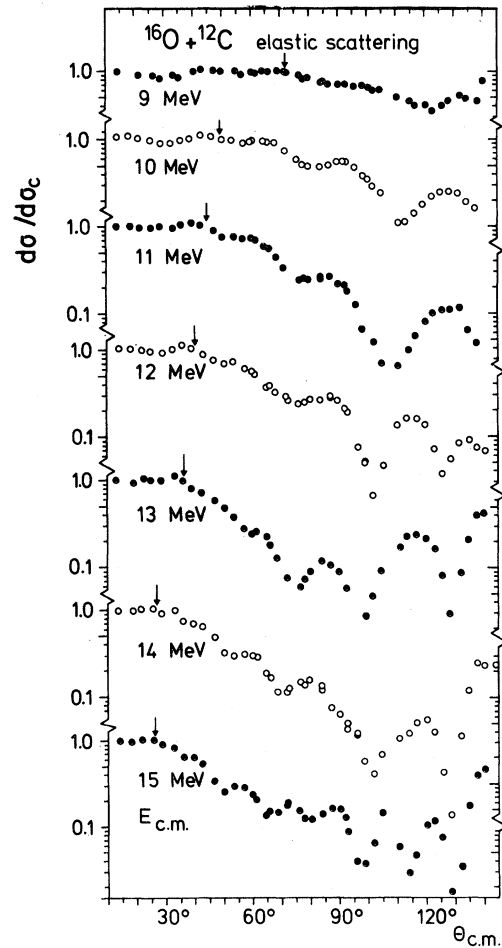 ¹⁶O + ¹²C elastic scattering
dσ/dσc
1.0
9 MeV
1.0
10 MeV
1.0
11 MeV
0.1
1.0
12 MeV
0.1
1.0
13 MeV
0.1
1.0
14 MeV
0.1
1.0
15 MeV
0.1
E c.m.
30° 60° 90° 120° θ c.m.